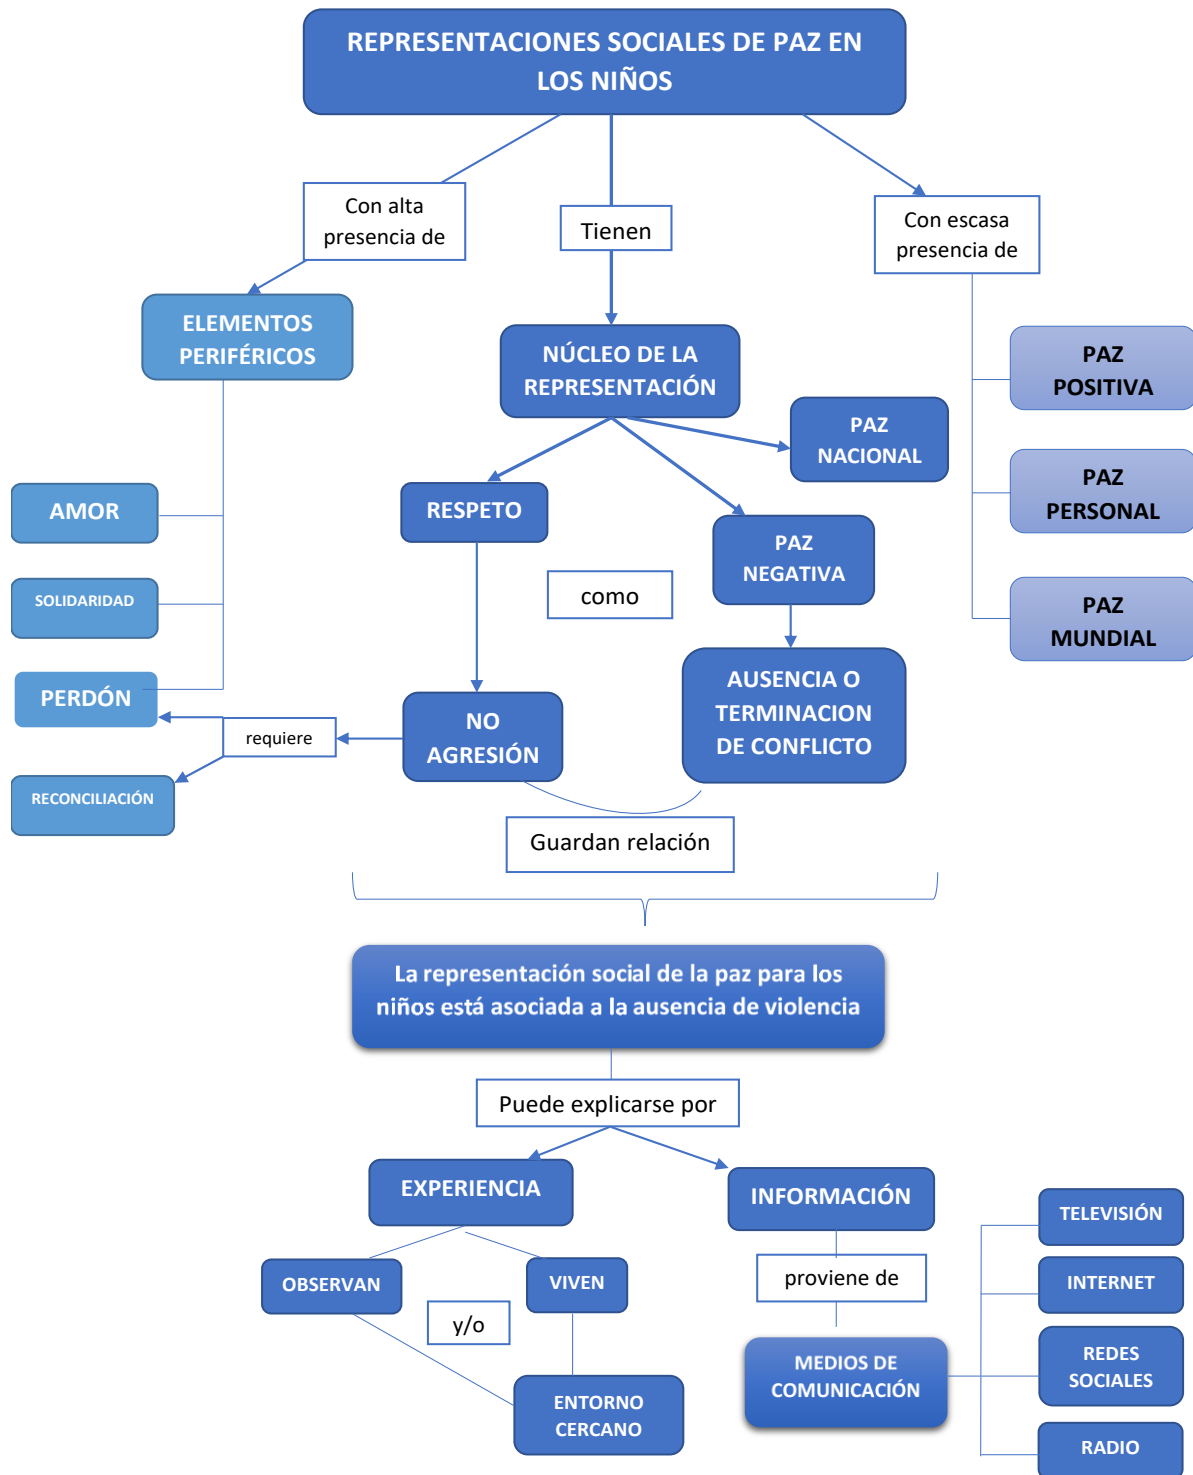 REPRESENTACIONES SOCIALES DE PAZ EN
LOS NIÑOS
Con alta
presencia de
Tienen
Con escasa
presencia de
ELEMENTOS
PERIFÉRICOS
NÚCLEO DE LA
REPRESENTACIÓN
PAZ
POSITIVA
PAZ
NACIONAL
PAZ
PERSONAL
AMOR
RESPETO
PAZ
NEGATIVA
SOLIDARIDAD
como
PAZ
MUNDIAL
PERDÓN
requiere
NO
AGRESIÓN
AUSENCIA O
TERMINACION
DE CONFLICTO
RECONCILIACIÓN
Guardan relación
La representación social de la paz para los
niños está asociada a la ausencia de violencia
Puede explicarse por
EXPERIENCIA
INFORMACIÓN
TELEVISIÓN
OBSERVAN
VIVEN
proviene de
INTERNET
y/o
MEDIOS DE
COMUNICACIÓN
REDES
SOCIALES
ENTORNO
CERCANO
RADIO